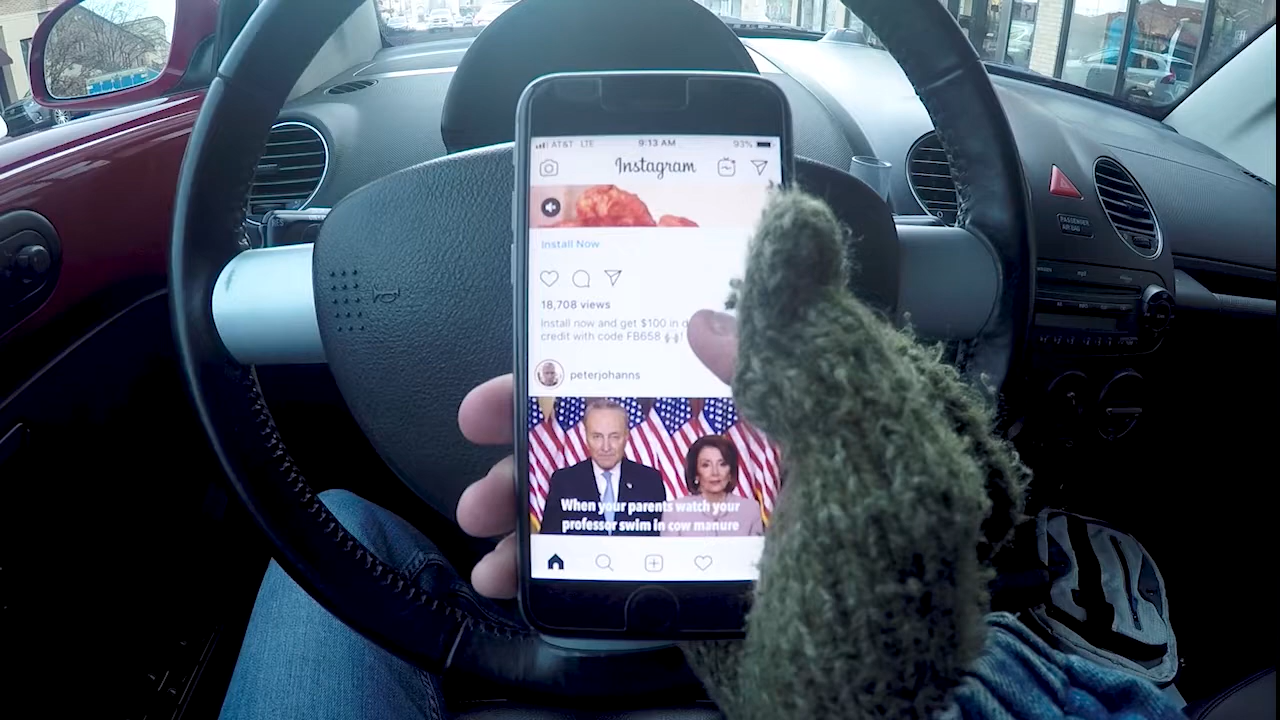 AT&T LTE 9:13 AM 93%
Instagram
Install Now
18,708 views
Install now and get $100 in d
credit with code FB658
peterjohanns
When your parents watch your
professor swim in cow manure
PASSENGER
AIR BAG
mp3